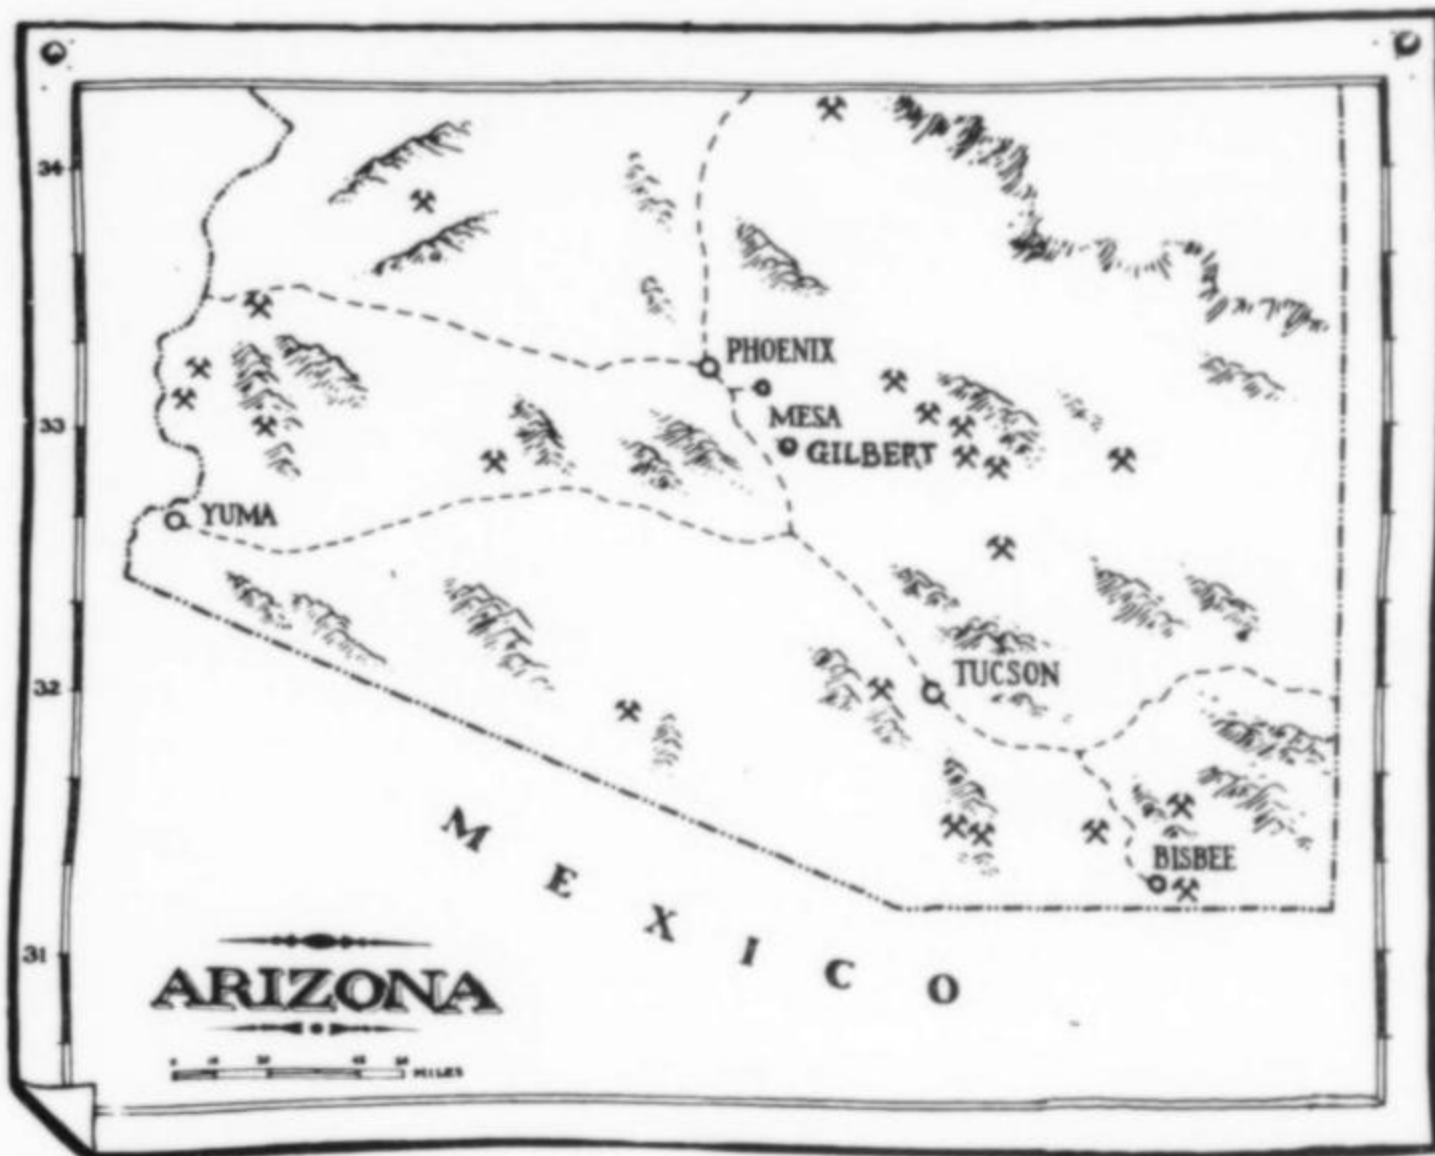 34
PHOENIX
MESA
33
GILBERT
YUMA
32
TUCSON
BISBEE
MEXICO
31
ARIZONA
MILES